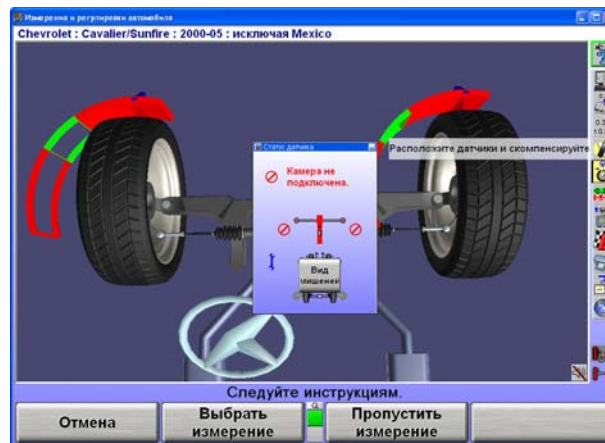 Измерения и регулировки автомобиля
Chevrolet : Cavalier/Sunfire : 2000-05 : исключая Mexico
Статус датчика
Камера не
подключена.
Расположите датчики и скомпенсируйте
Вид
мишеней
Следуйте инструкциям.
Отмена
Выбрать
измерение
Пропустить
измерение